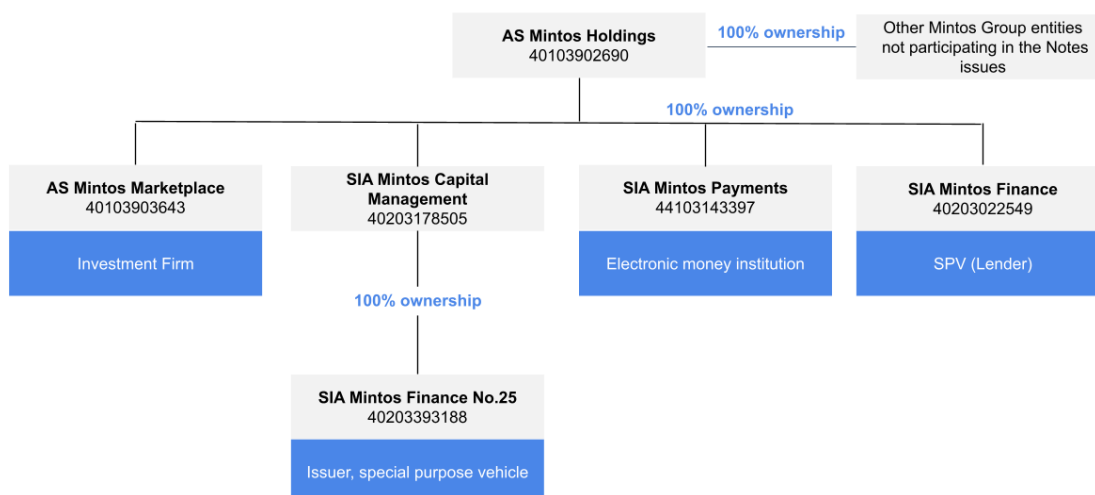 AS Mintos Holdings
40103902690
100% ownership
Other Mintos Group entities
not participating in the Notes
issues
100% ownership
AS Mintos Marketplace
40103903643
Investment Firm
SIA Mintos Capital
Management
40203178505
SIA Mintos Payments
44103143397
Electronic money institution
SIA Mintos Finance
40203022549
SPV (Lender)
100% ownership
SIA Mintos Finance No.25
40203393188
Issuer, special purpose vehicle